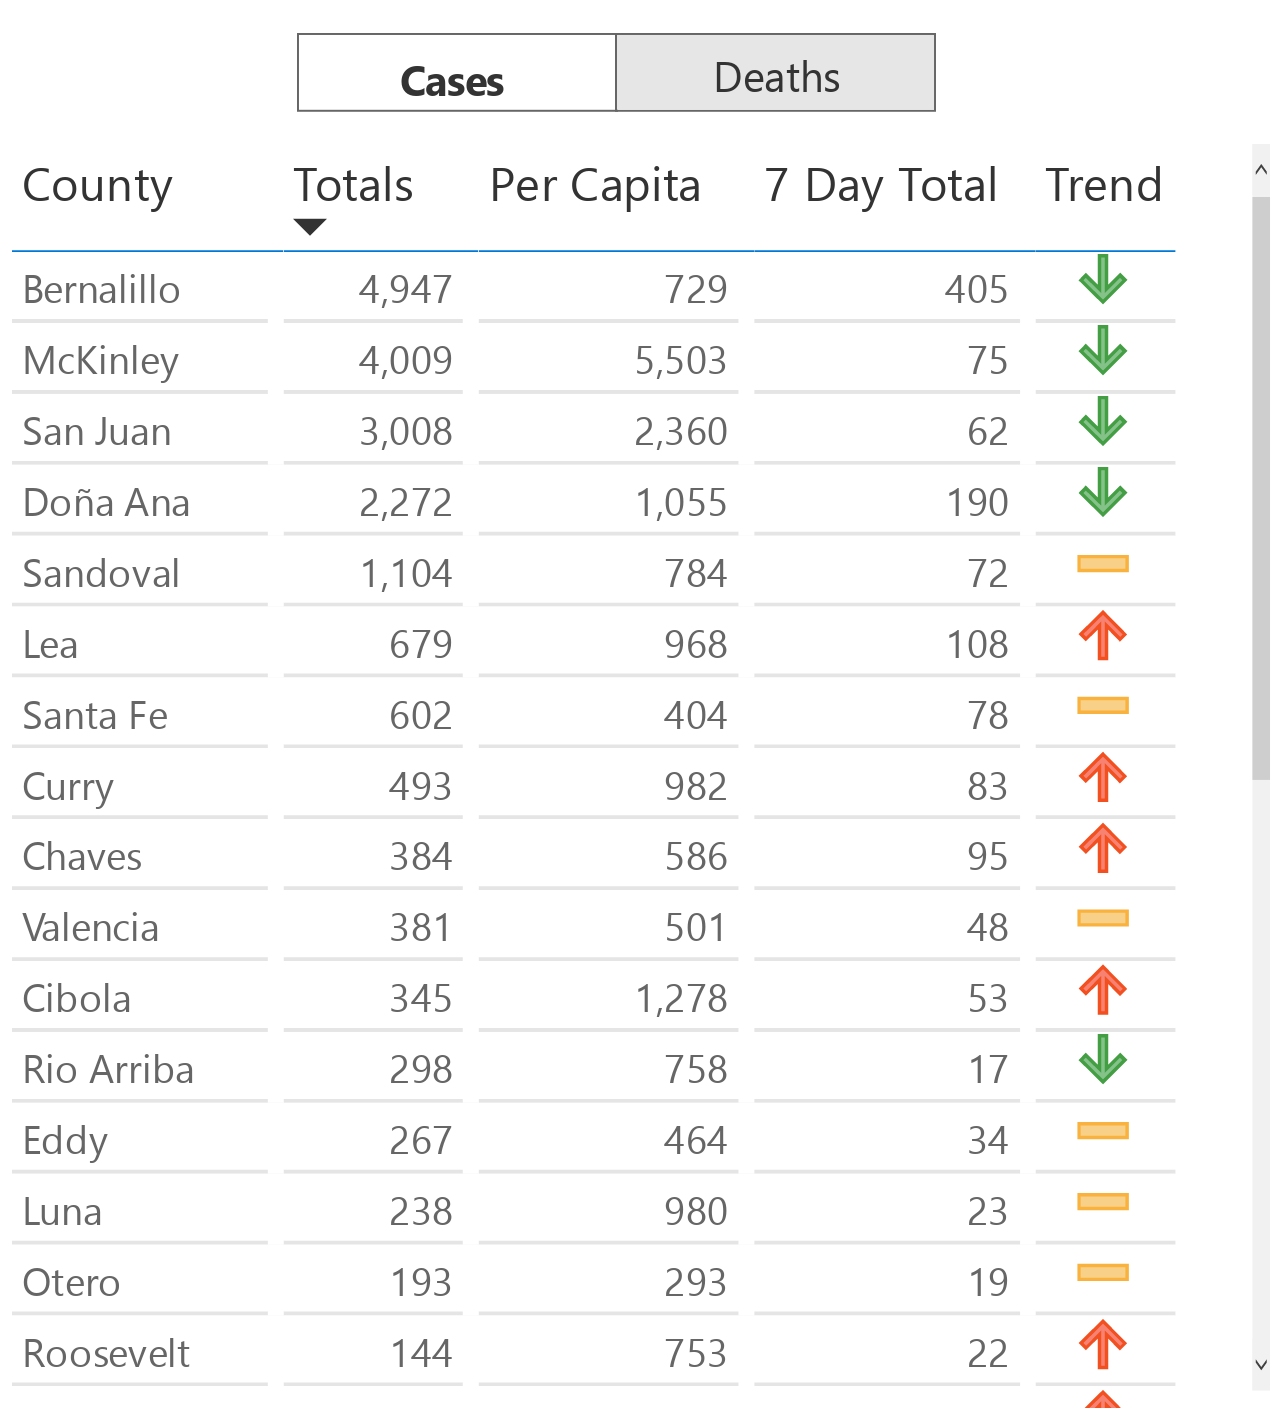 Cases Deaths
County Totals Per Capita 7 Day Total Trend
Bernalillo 4,947 729 405
McKinley 4,009 5,503 75
San Juan 3,008 2,360 62
Doña Ana 2,272 1,055 190
Sandoval 1,104 784 72
Lea 679 968 108
Santa Fe 602 404 78
Curry 493 982 83
Chaves 384 586 95
Valencia 381 501 48
Cibola 345 1,278 53
Rio Arriba 298 758 17
Eddy 267 464 34
Luna 238 980 23
Otero 193 293 19
Roosevelt 144 753 22